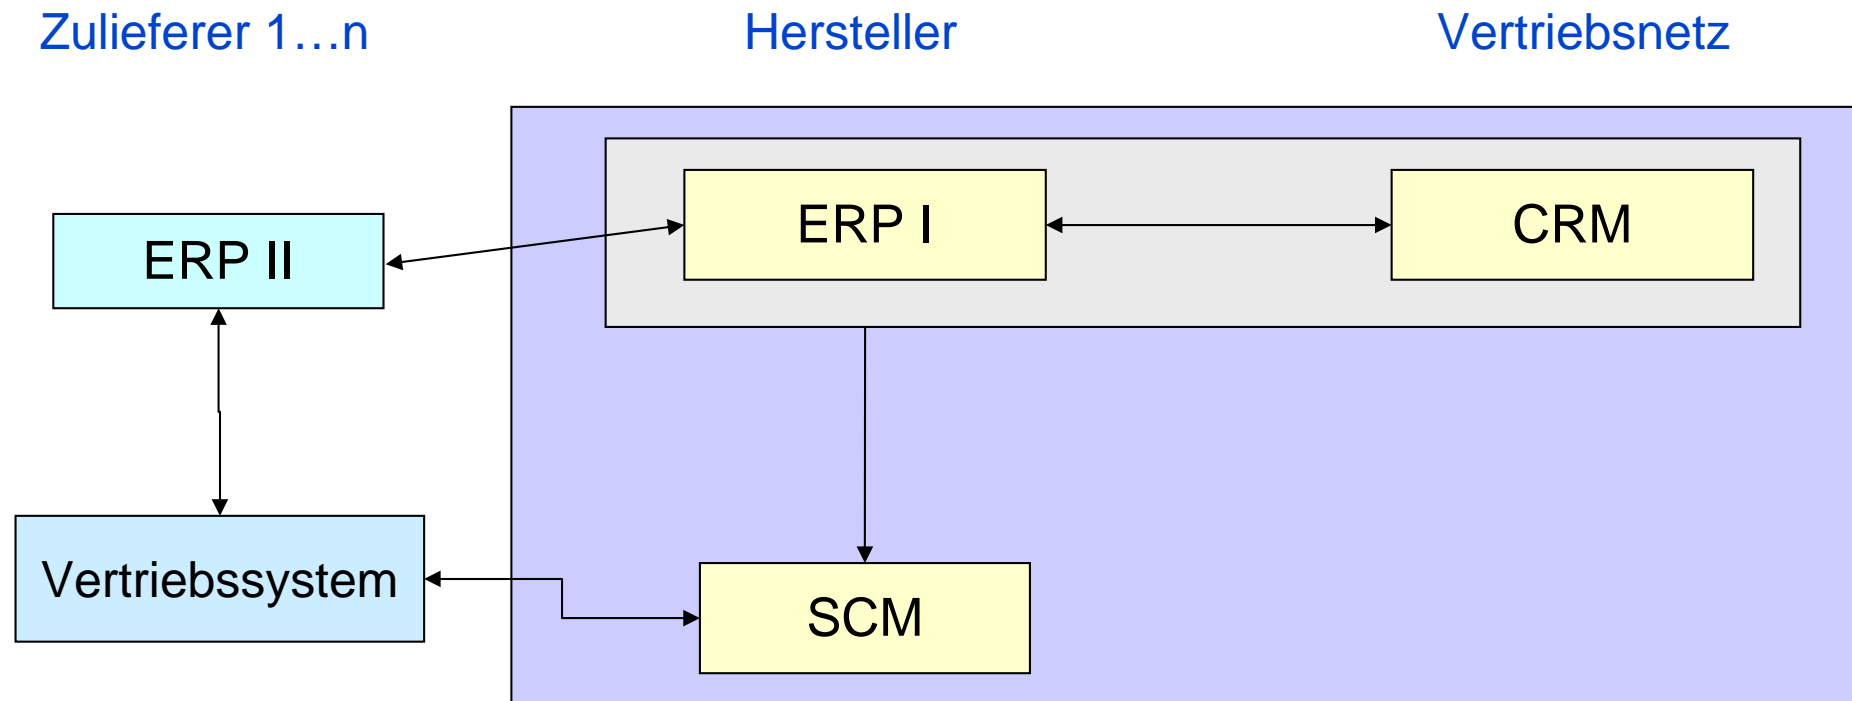 Zulieferer 1…n
Hersteller
Vertriebsnetz
ERP I
CRM
ERP II
Vertriebssystem
SCM